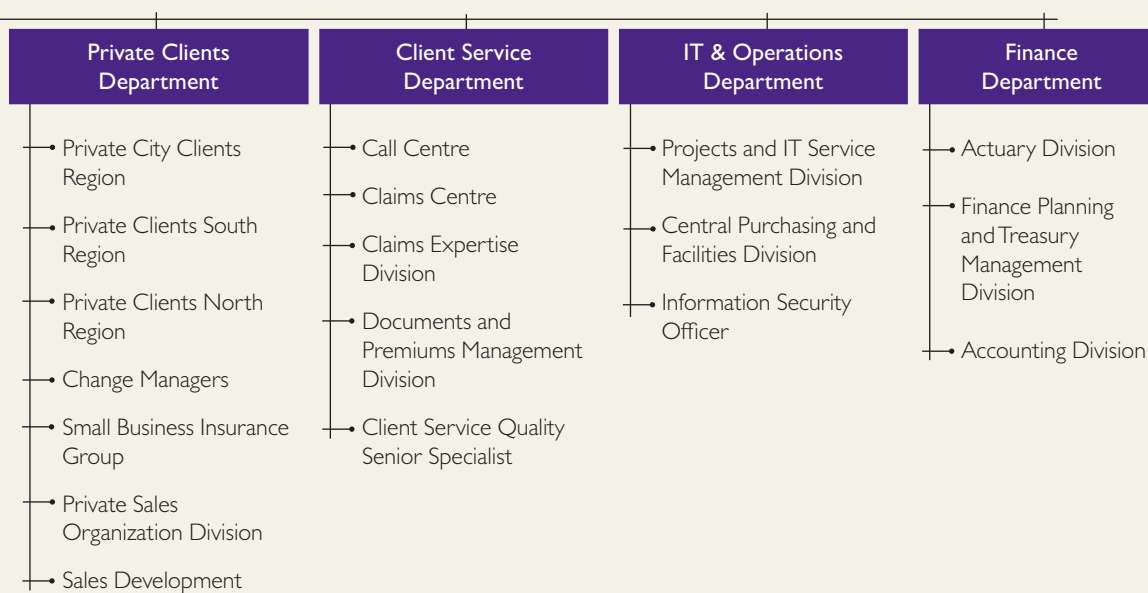 Private Clients
Department
Private City Clients
Region
Private Clients South
Region
Private Clients North
Region
Change Managers
Small Business Insurance
Group
Private Sales
Organization Division
Sales Development
Client Service
Department
Call Centre
Claims Centre
Claims Expertise
Division
Documents and
Premiums Management
Division
Client Service Quality
Senior Specialist
IT & Operations
Department
Projects and IT Service
Management Division
Central Purchasing and
Facilities Division
Information Security
Officer
Finance
Department
Actuary Division
Finance Planning
and Treasury
Management
Division
Accounting Division